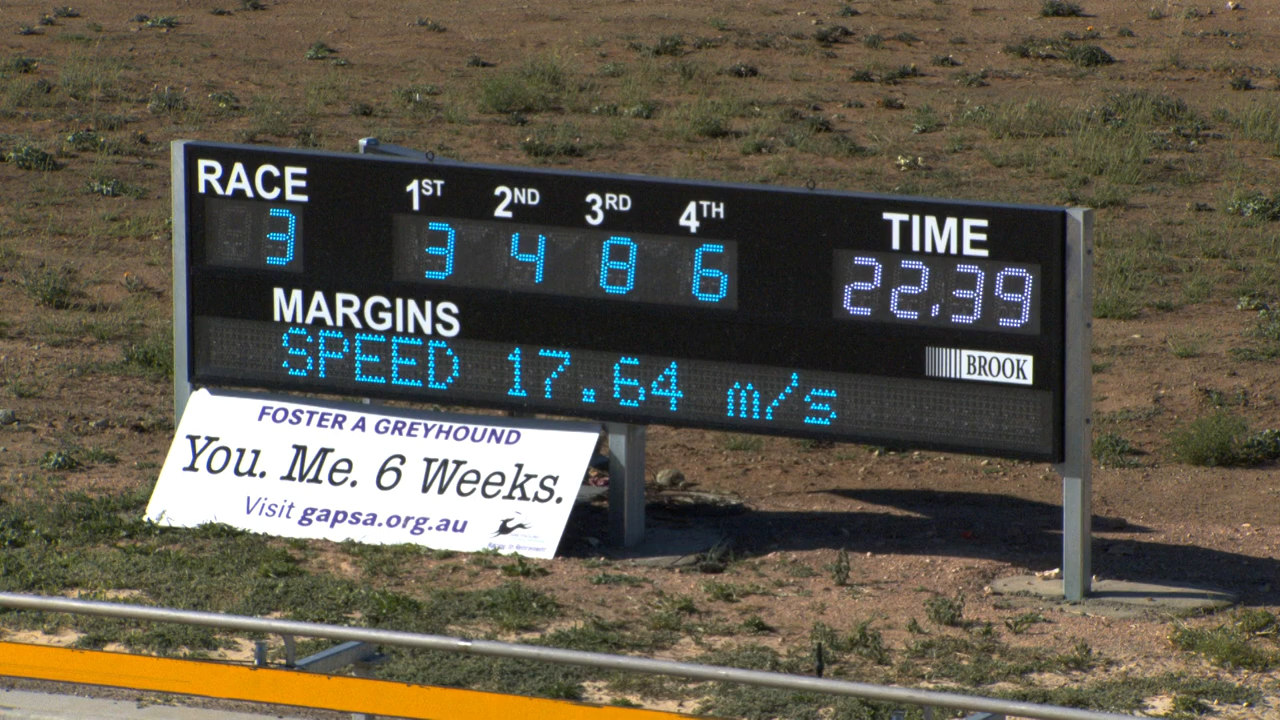 RACE 1ST 2ND 3RD 4TH TIME
3 3 4 8 6 22.39
MARGINS
SPEED 17.64 m/s
BROOK
FOSTER A GREYHOUND
You. Me. 6 Weeks.
Visit gapsa.org.au